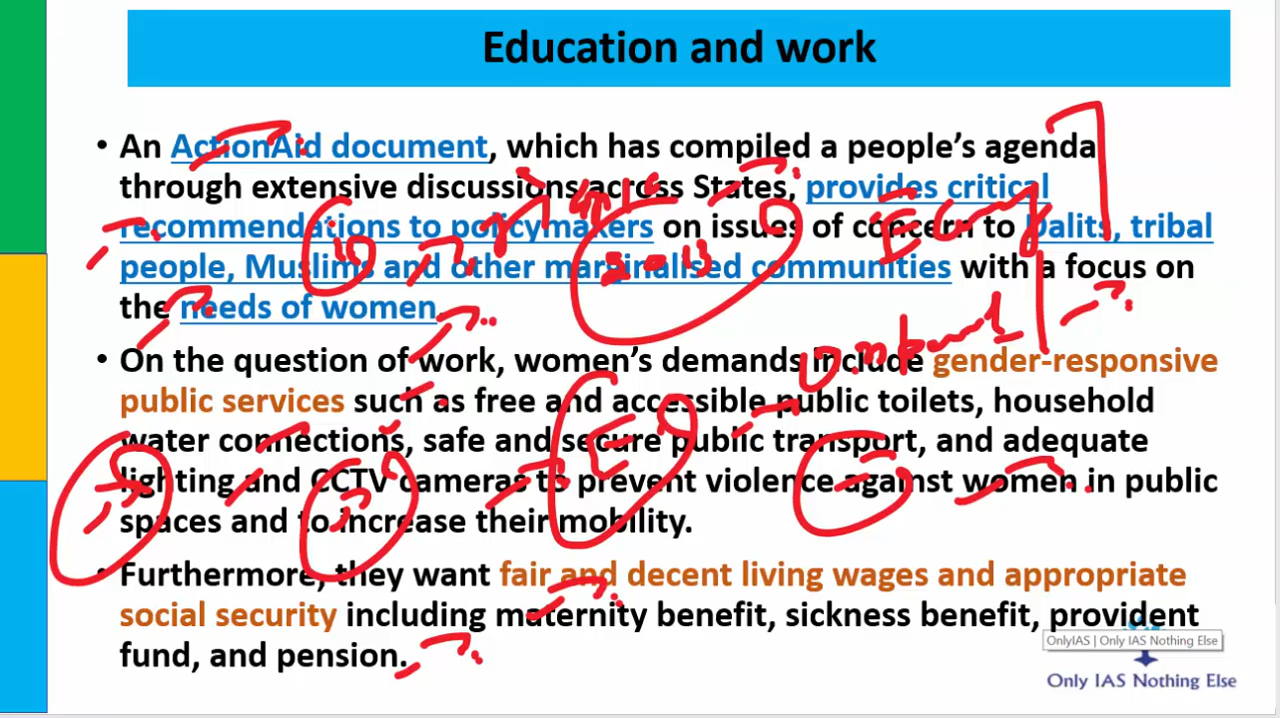 Education and work
• An ActionAid document, which has compiled a people's agenda
through extensive discussions across States, provides critical
recommendations to policymakers on issues of concern to Dalits, tribal
people, Muslims and other marginalised communities with a focus on
the needs of women.
• On the question of work, women's demands include gender-responsive
public services such as free and accessible public toilets, household
water connections, safe and secure public transport, and adequate
lighting and CCTV cameras to prevent violence against women in public
spaces and to increase their mobility.
• Furthermore, they want fair and decent living wages and appropriate
social security including maternity benefit, sickness benefit, provident
fund, and pension.
OnlyIAS | Only IAS Nothing Else
Only IAS Nothing Else